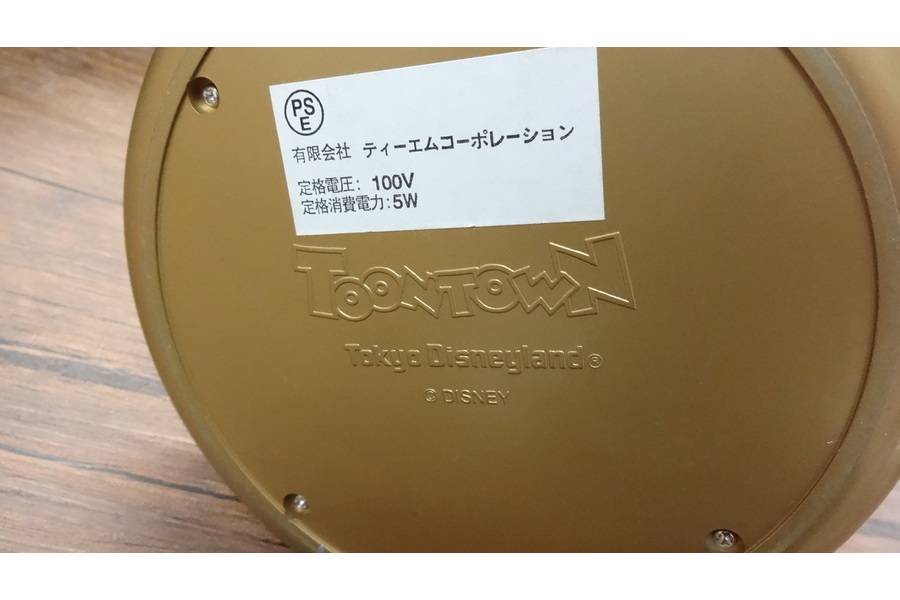 PS
E
有限会社 ティーエムコーポレーション
定格電圧: 100V
定格消費電力:5W
TOONTOWN
Tokyo Disneyland®
© DISNEY